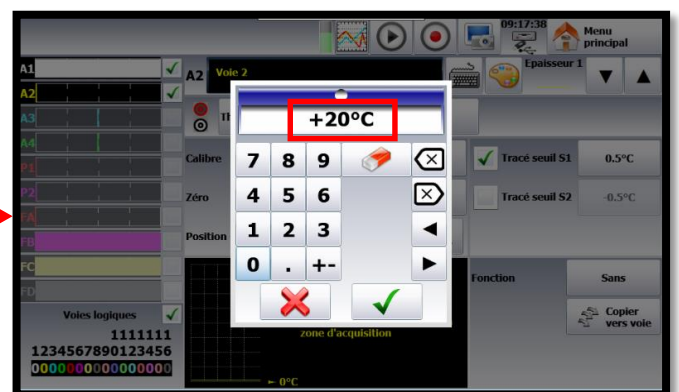 09:17:38
Menu
principal
A1
A2
A3
A4
P1
P2
FA
FB
FC
FD
Voies logiques
1111111
1234567890123456
0000000000000000
A2 Voie 2
Epaisseur 1
Th
Calibre
Zéro
Position
+20°C
7 8 9
4 5 6
1 2 3
0 . +-
Tracé seuil S1 0.5°C
Tracé seuil S2 -0.5°C
Fonction Sans
Copier
vers voie
zone d'acquisition
0°C